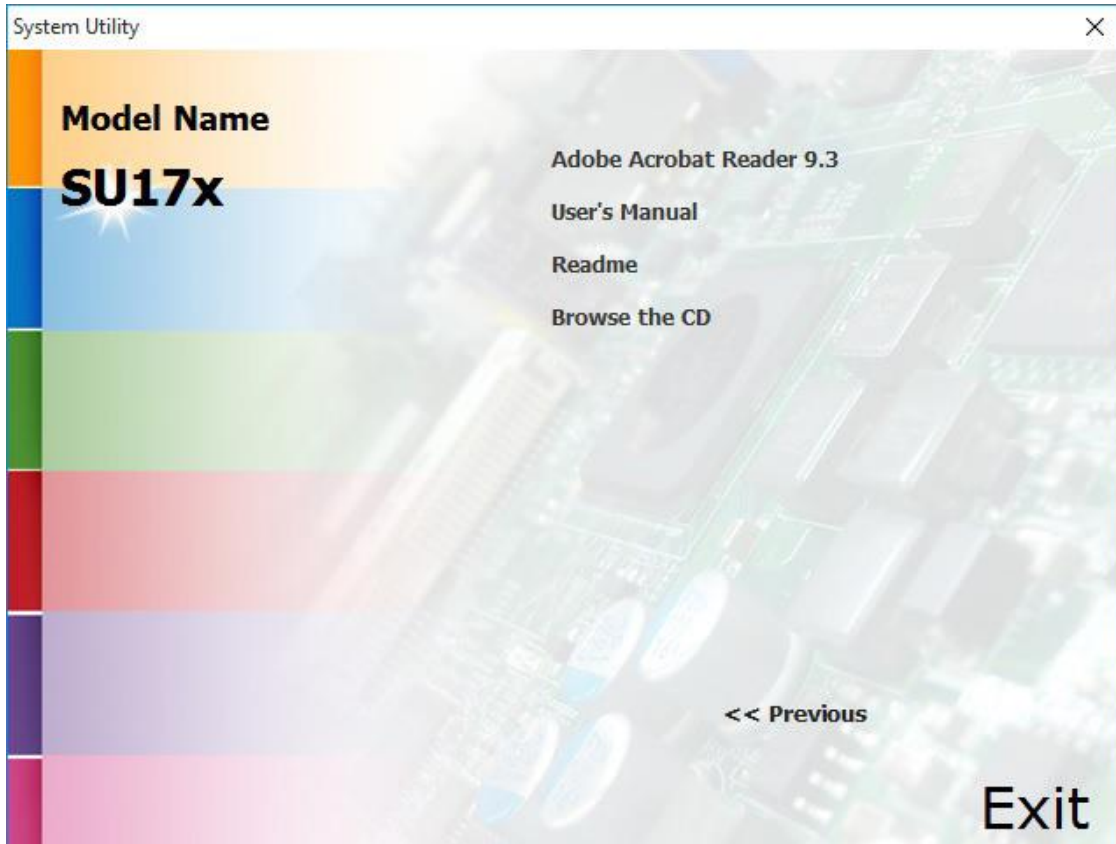 System Utility
Model Name
SU17x
Adobe Acrobat Reader 9.3
User's Manual
Readme
Browse the CD
<< Previous
Exit